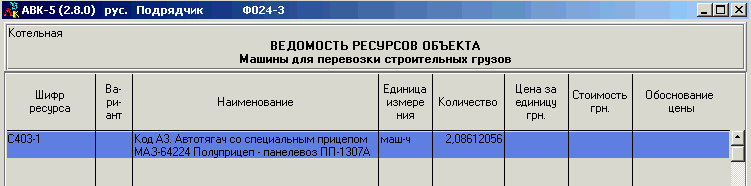 АВК-5 (2.8.0) рус. Подрядчик Ф024-3
Котельная
ВЕДОМОСТЬ РЕСУРСОВ ОБЪЕКТА
Машины для перевозки строительных грузов
Шифр ресурса
Ва-ри-ант
Наименование
Единица измере ния
Количество
Цена за единицу грн.
Стоимость грн.
Обоснование цены
С403-1 Код А3. Автотягач со специальным прицепом маш-ч 2,08612056
МАЗ-64224 Полуприцеп - панелевоз ПП-1307А